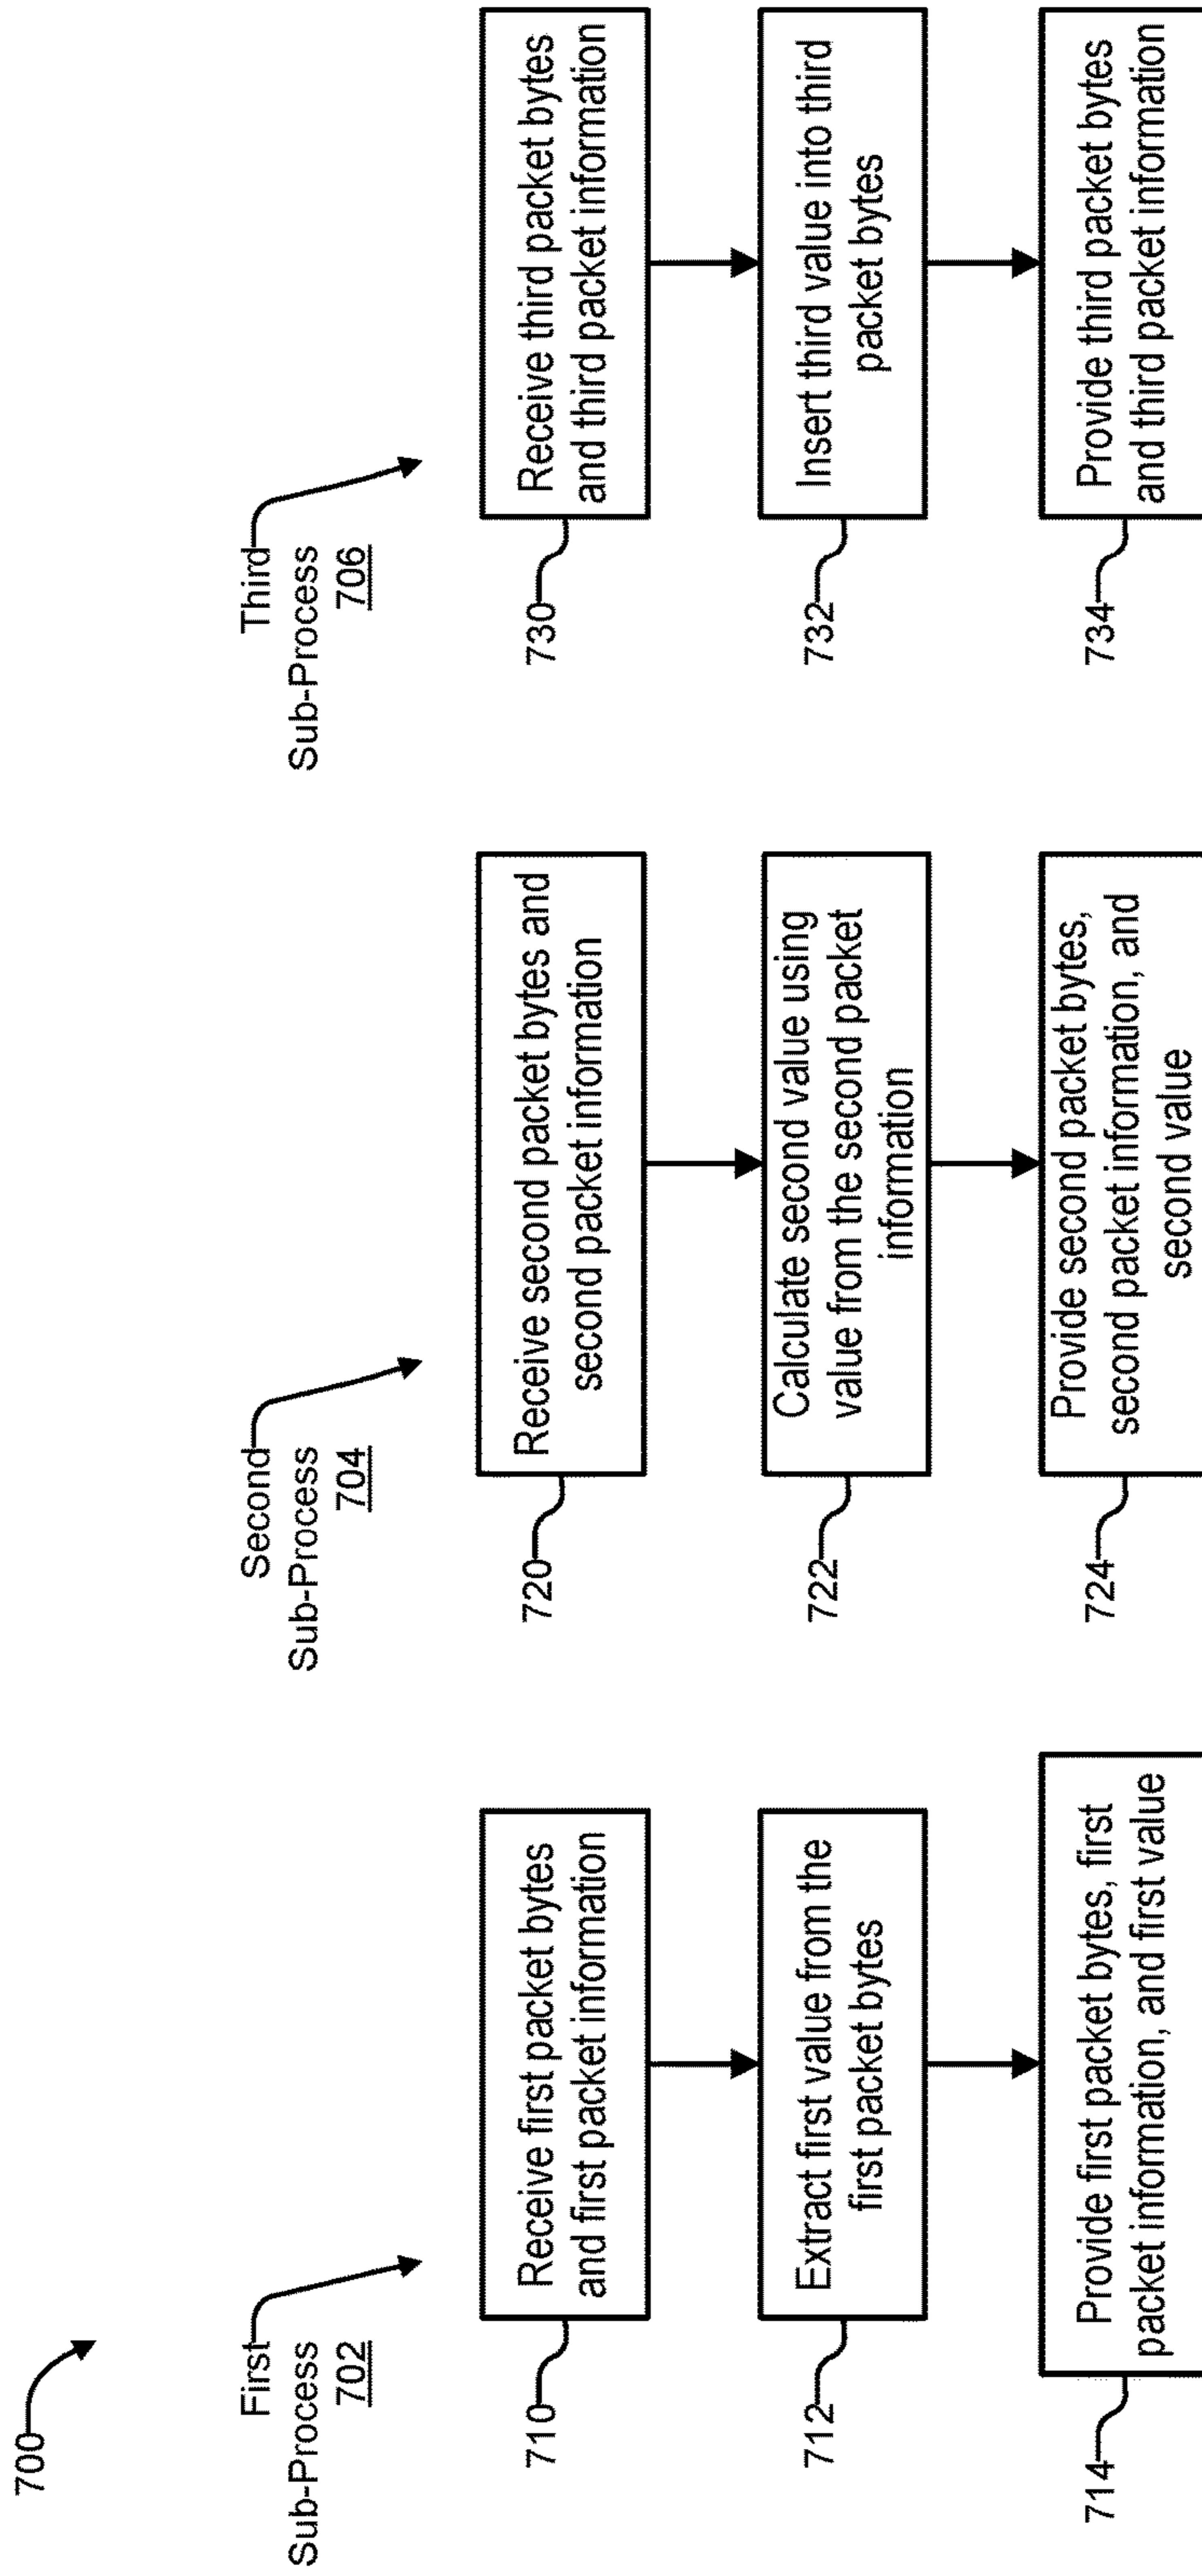 700
First
Sub-Process
702
710
Receive first packet bytes
and first packet information
712
Extract first value from the
first packet bytes
714
Provide first packet bytes, first
packet information, and first value
Second
Sub-Process
704
720
Receive second packet bytes and
second packet information
722
Calculate second value using
value from the second packet
information
724
Provide second packet bytes,
second packet information, and
second value
Third
Sub-Process
706
730
Receive third packet bytes
and third packet information
732
Insert third value into third
packet bytes
734
Provide third packet bytes
and third packet information